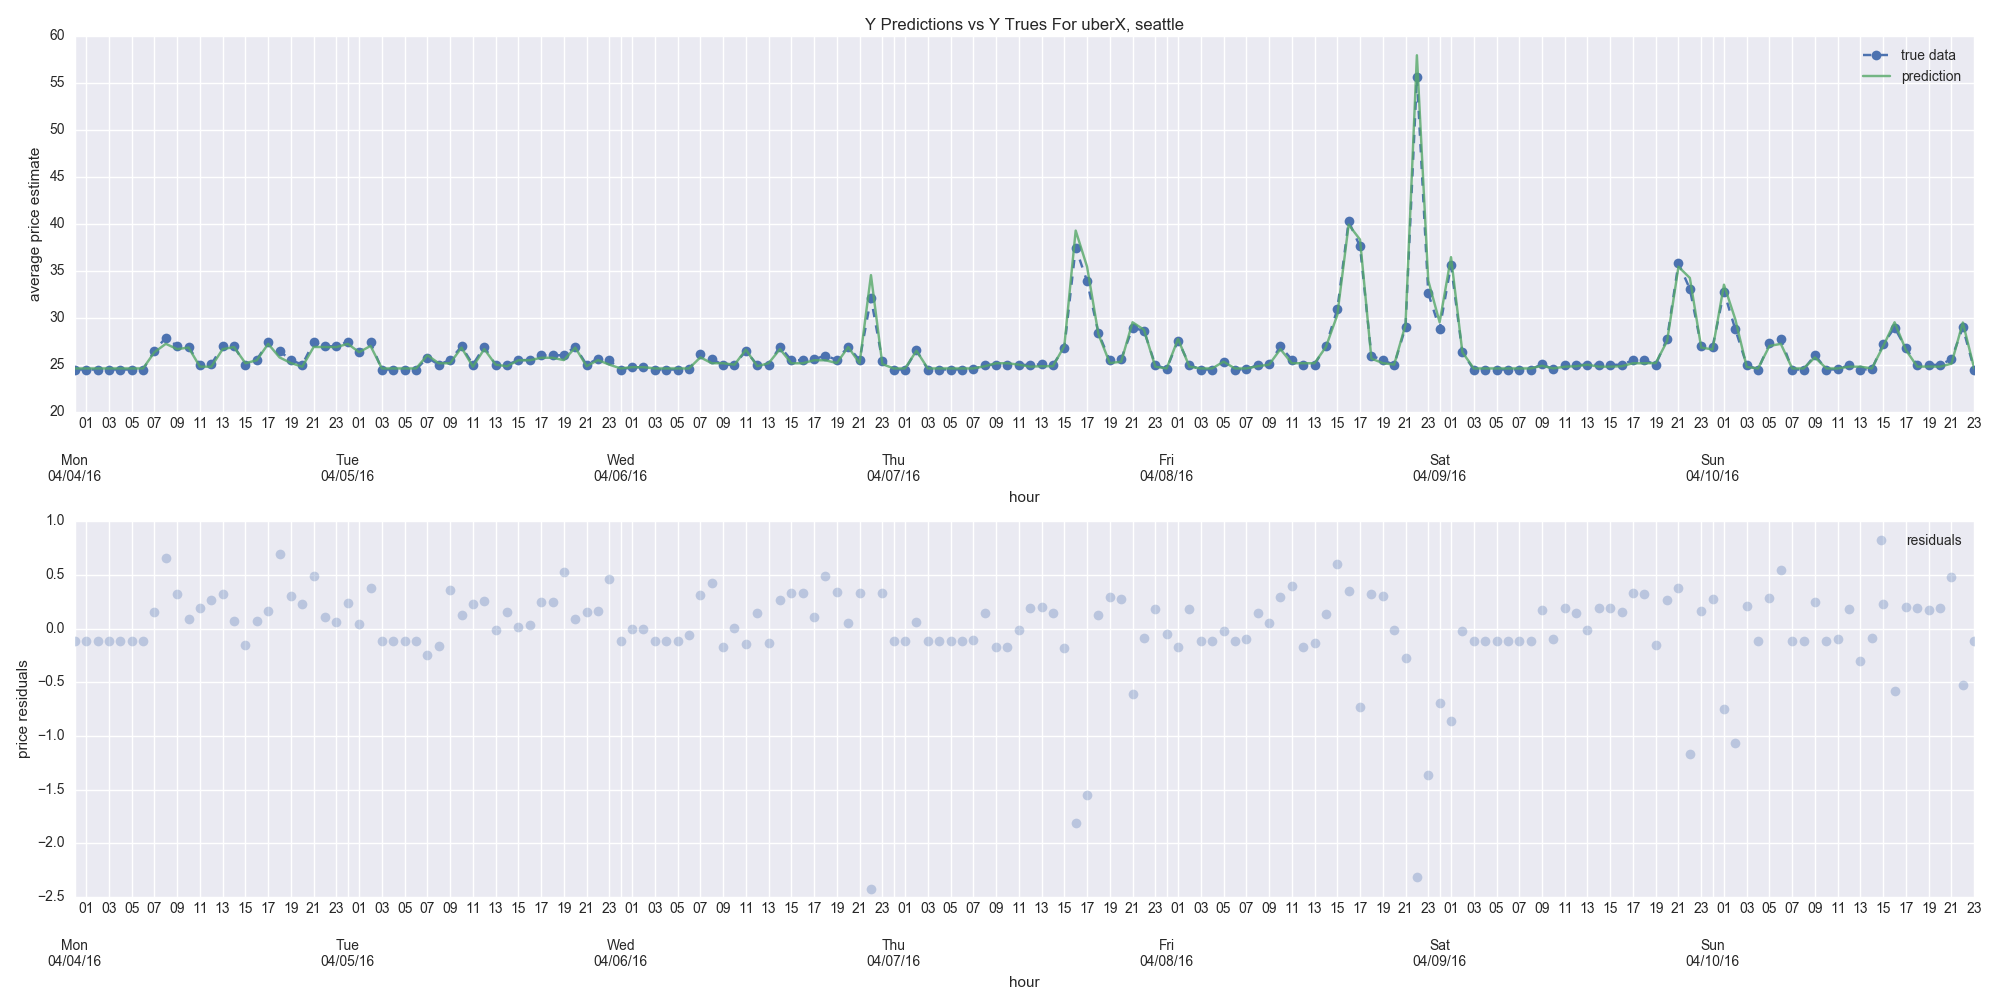 Y Predictions vs Y Trues For uberX, seattle
60
55
50
45
40
35
30
25
20
average price estimate
true data
prediction
01 03 05 07 09 11 13 15 17 19 21 23 01 03 05 07 09 11 13 15 17 19 21 23 01 03 05 07 09 11 13 15 17 19 21 23 01 03 05 07 09 11 13 15 17 19 21 23 01 03 05 07 09 11 13 15 17 19 21 23 01 03 05 07 09 11 13 15 17 19 21 23 01 03 05 07 09 11 13 15 17 19 21 23
Mon Tue Wed Thu Fri Sat Sun
04/04/16 04/05/16 04/06/16 04/07/16 04/08/16 04/09/16 04/10/16
hour
1.0
0.5
0.0
−0.5
−1.0
−1.5
−2.0
−2.5
price residuals
residuals
01 03 05 07 09 11 13 15 17 19 21 23 01 03 05 07 09 11 13 15 17 19 21 23 01 03 05 07 09 11 13 15 17 19 21 23 01 03 05 07 09 11 13 15 17 19 21 23 01 03 05 07 09 11 13 15 17 19 21 23 01 03 05 07 09 11 13 15 17 19 21 23 01 03 05 07 09 11 13 15 17 19 21 23
Mon Tue Wed Thu Fri Sat Sun
04/04/16 04/05/16 04/06/16 04/07/16 04/08/16 04/09/16 04/10/16
hour